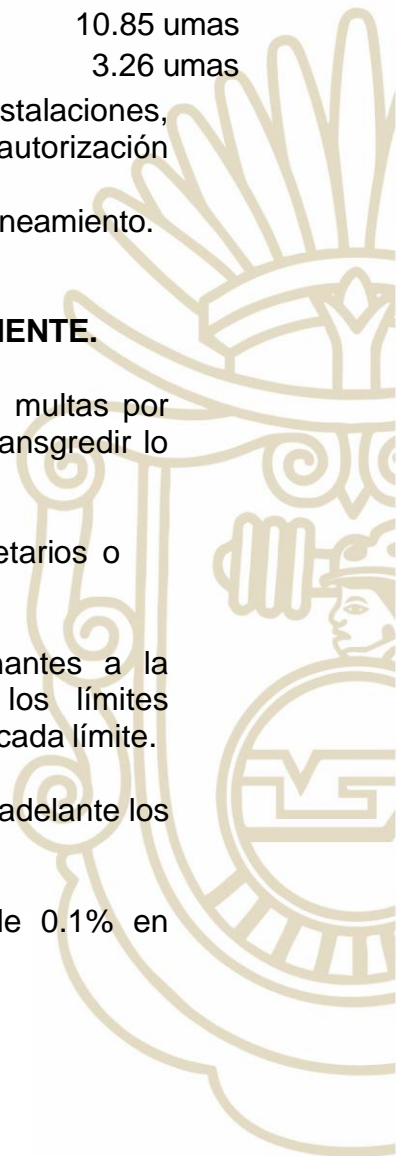 10.85 umas
3.26 umas
stalaciones,
autorización
neamiento.
IENTE.
multas por
ansgredir lo
etarios o
nantes a la
los límites
cada límite.
adelante los
le 0.1% en